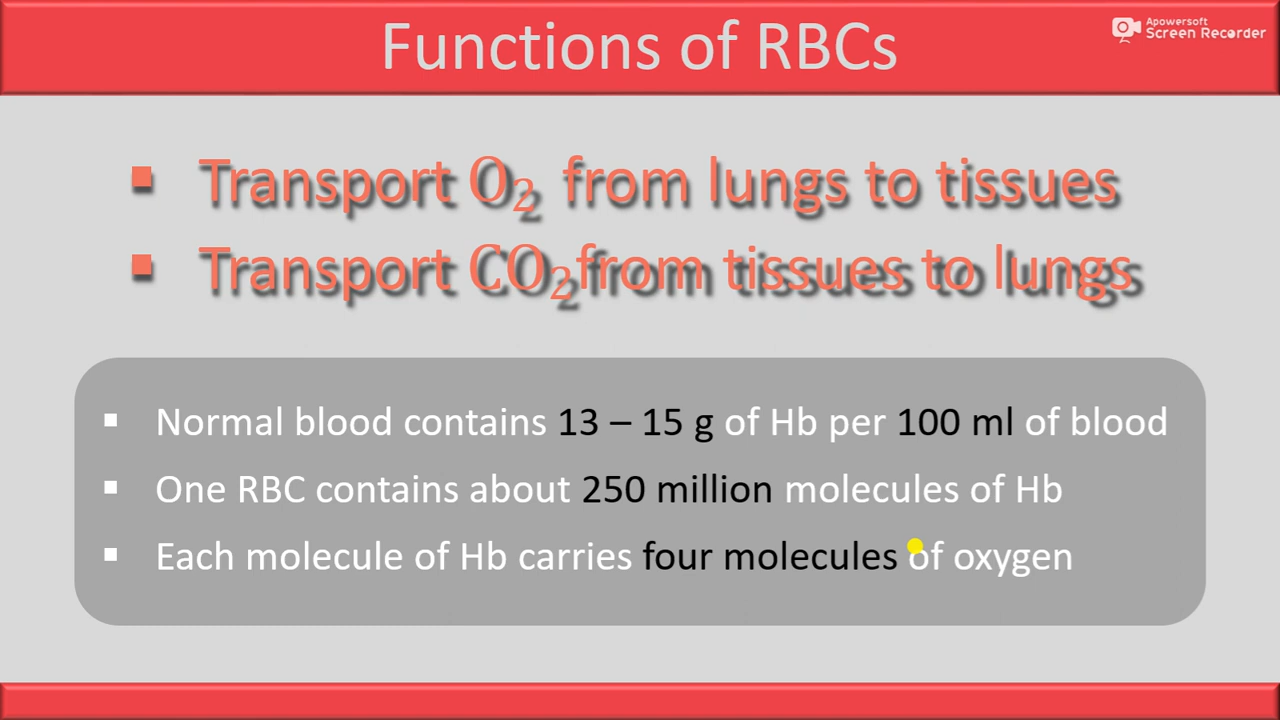 Functions of RBCs
Apowersoft
Screen Recorder
▪ Transport O₂ from lungs to tissues
▪ Transport CO₂from tissues to lungs
▪ Normal blood contains 13 – 15 g of Hb per 100 ml of blood
▪ One RBC contains about 250 million molecules of Hb
▪ Each molecule of Hb carries four molecules of oxygen